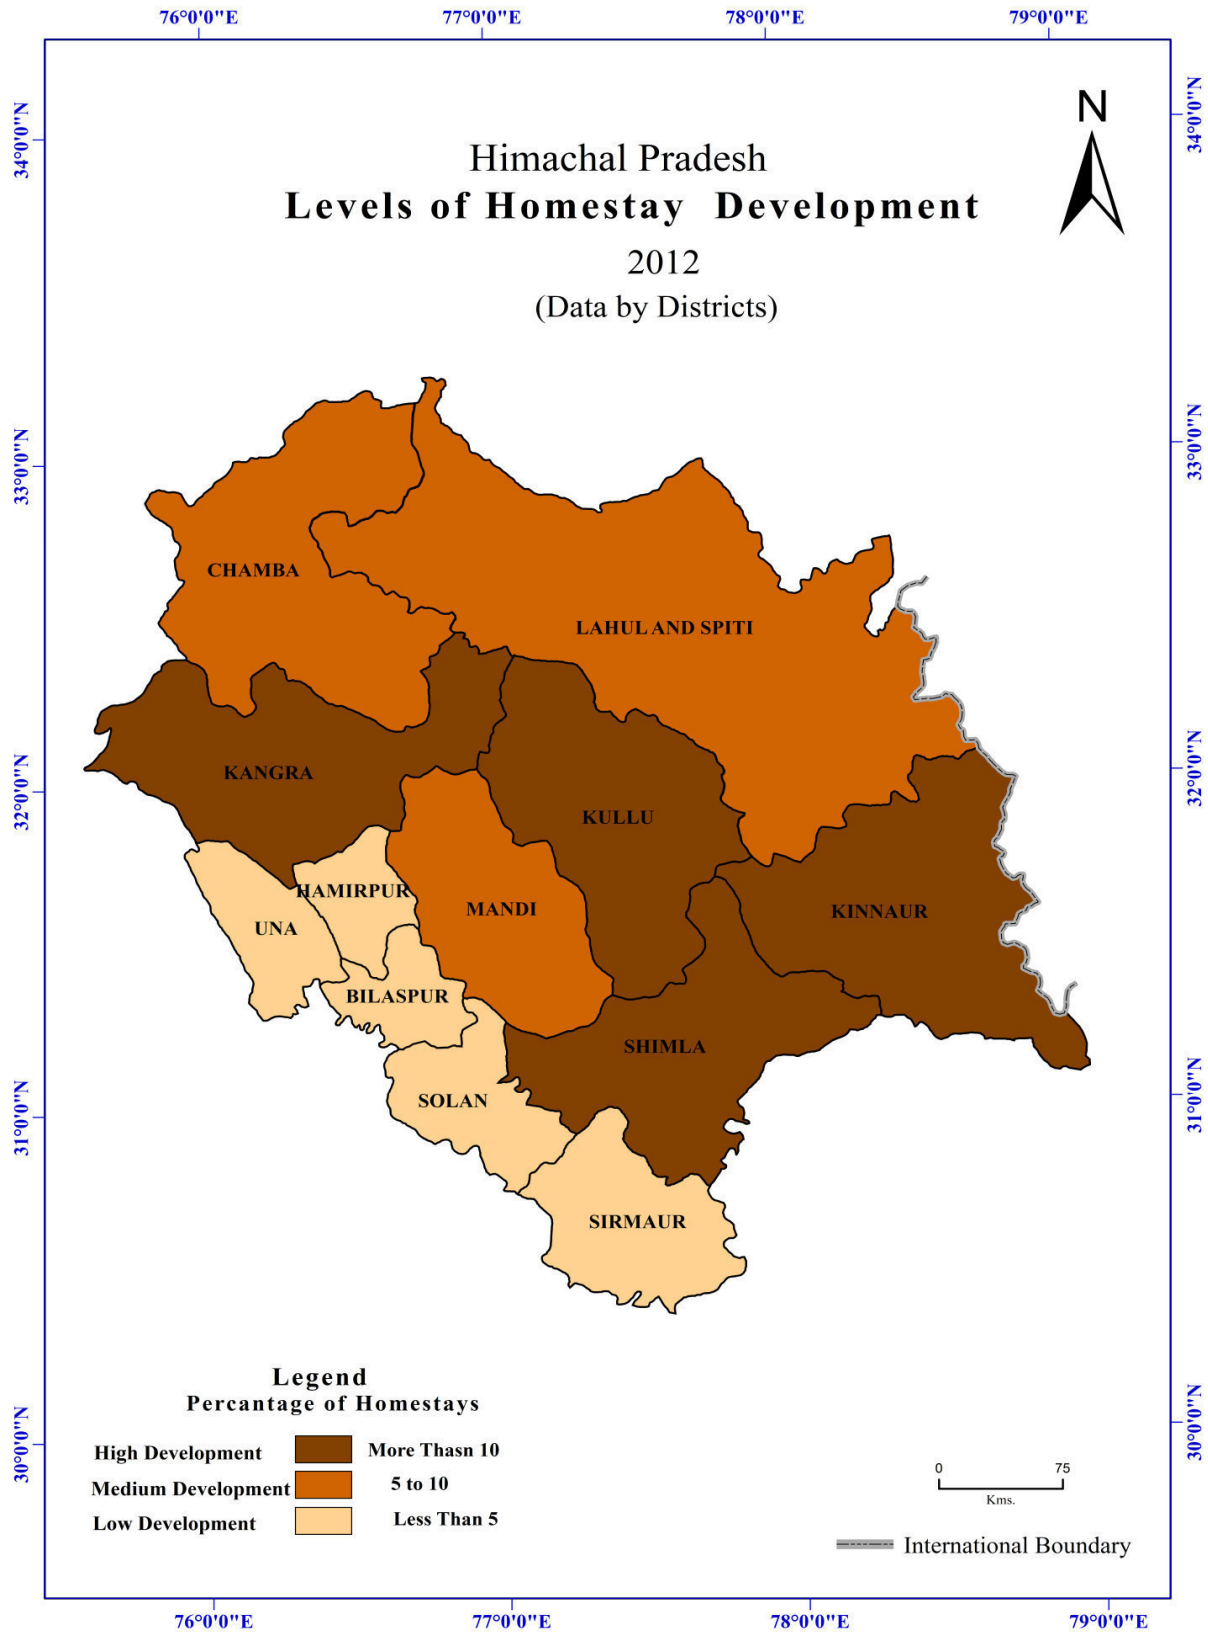 76°0'0"E 77°0'0"E 78°0'0"E 79°0'0"E
34°0'0"N
34°0'0"N
N
Himachal Pradesh
Levels of Homestay Development
2012
(Data by Districts)
33°0'0"N
33°0'0"N
CHAMBA
LAHUL AND SPITI
32°0'0"N
32°0'0"N
KANGRA
KULLU
HAMIRPUR
MANDI
KINNAUR
UNA
BILASPUR
SHIMLA
31°0'0"N
31°0'0"N
SOLAN
SIRMAUR
Legend
Percantage of Homestays
High Development More Thasn 10
Medium Development 5 to 10
Low Development Less Than 5
30°0'0"N
30°0'0"N
0 75
Kms.
International Boundary
76°0'0"E 77°0'0"E 78°0'0"E 79°0'0"E